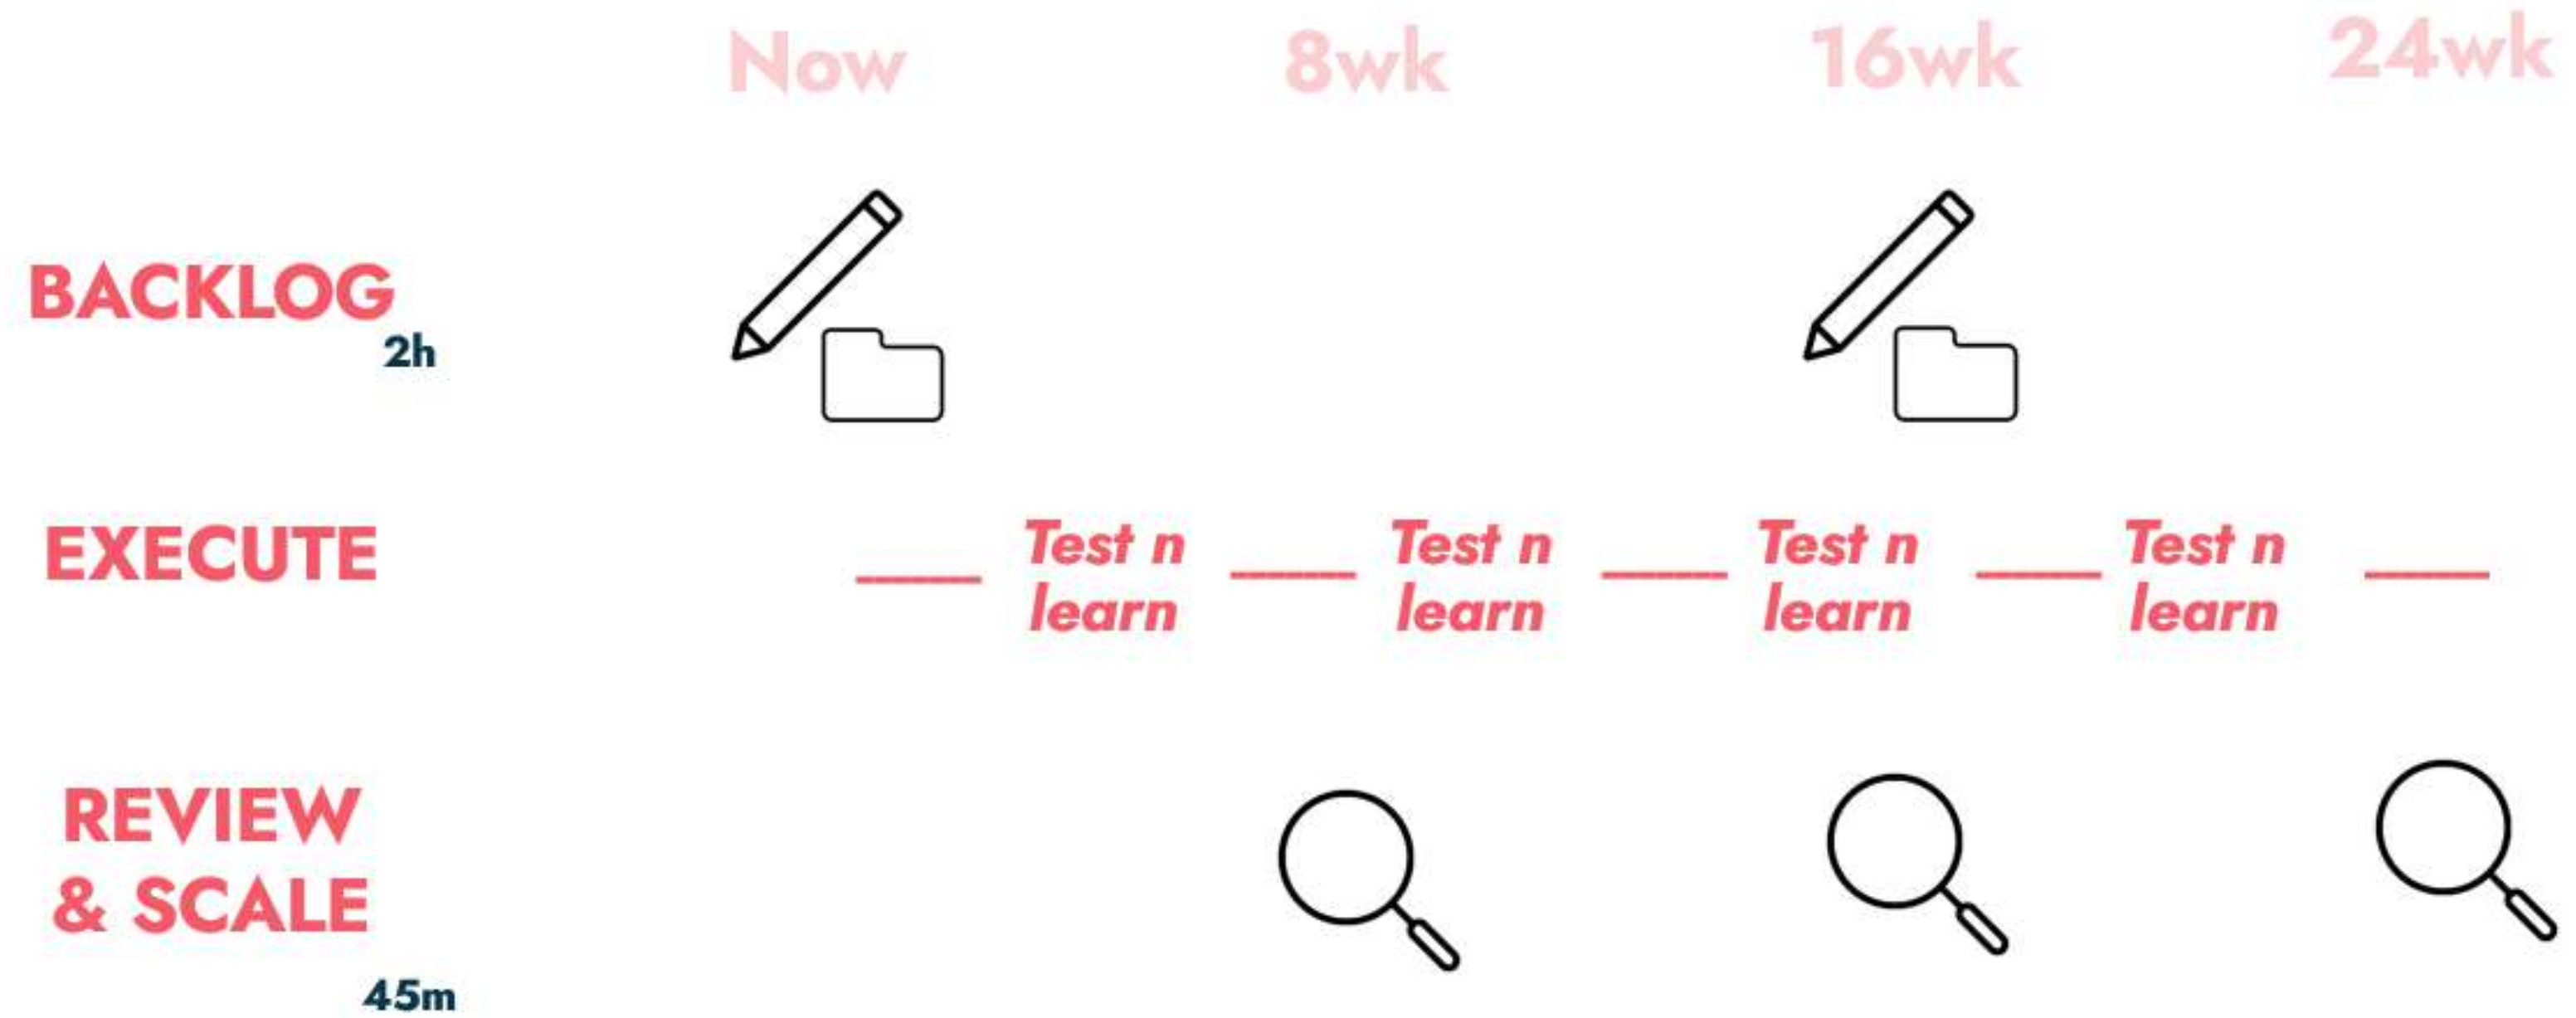 Now 8wk 16wk 24wk
BACKLOG
2h
EXECUTE
Test n Test n Test n Test n
learn learn learn learn
REVIEW
& SCALE
45m